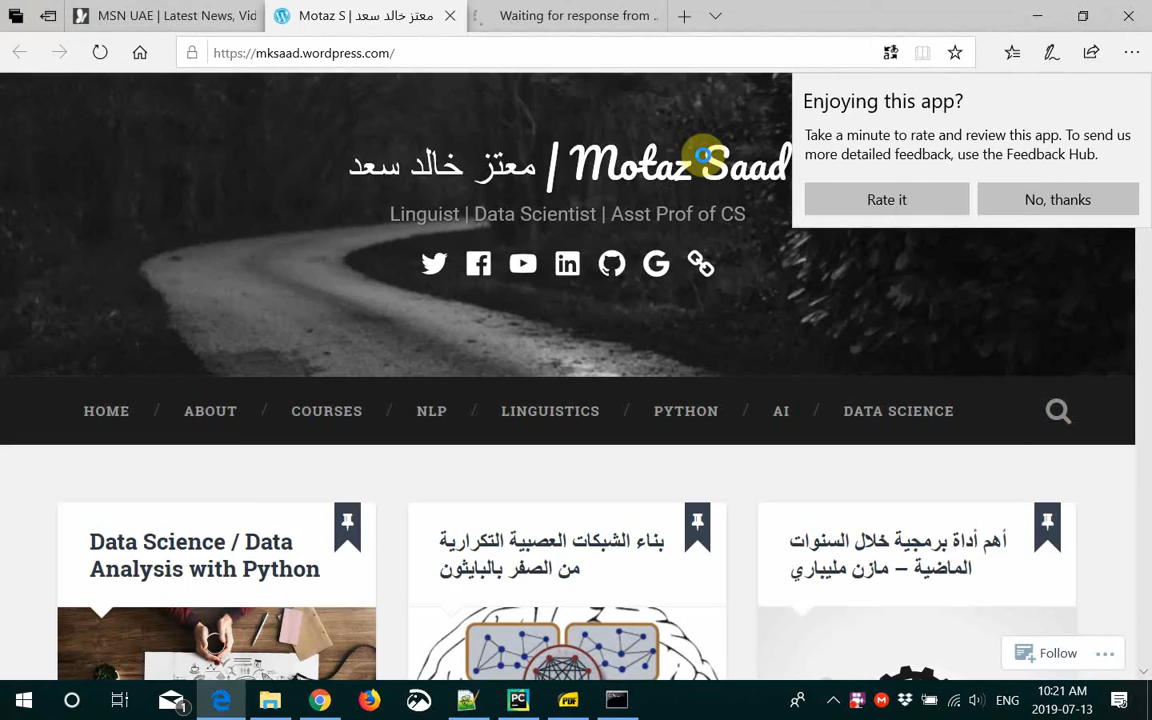 MSN UAE | Latest News, Vid
Motaz S | معتز خالد سعد
Waiting for response from ..
https://mksaad.wordpress.com/
Enjoying this app?
Take a minute to rate and review this app. To send us
more detailed feedback, use the Feedback Hub.
Rate it
No, thanks
معتز خالد سعد | Motaz Saad
Linguist | Data Scientist | Asst Prof of CS
HOME / ABOUT / COURSES / NLP / LINGUISTICS / PYTHON / AI / DATA SCIENCE
Data Science / Data
Analysis with Python
بناء الشبكات العصبية التكرارية
من الصفر بالبايثون
أهم أداة برمجية خلال السنوات
الماضية – مازن مليباري
Follow
1
PC
PDF
ENG
10:21 AM
2019-07-13